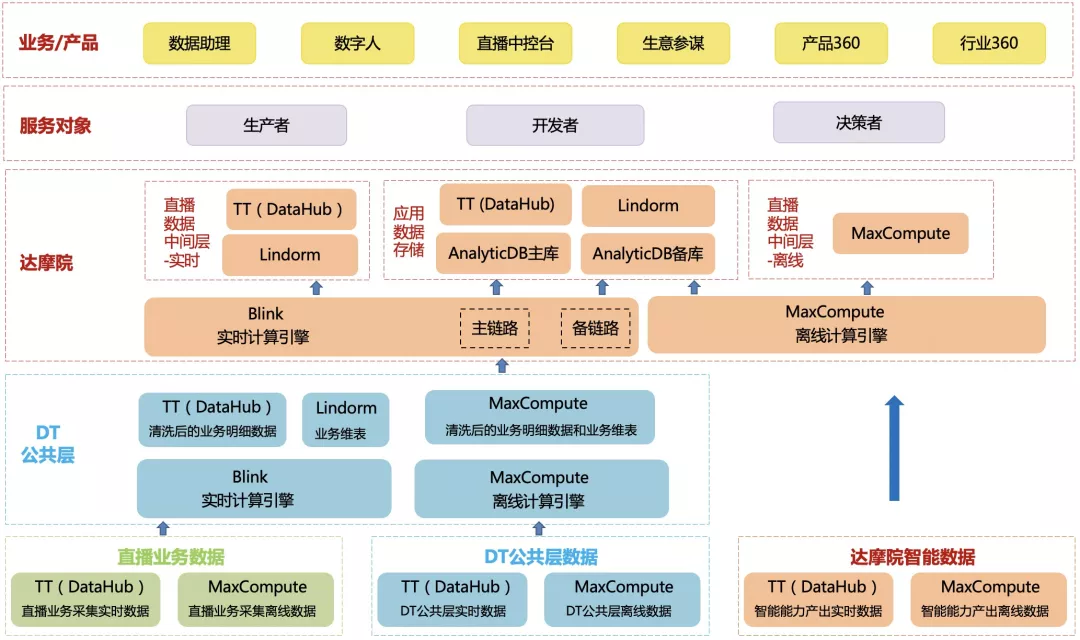 业务/产品
数据助理
数字人
直播中控台
生意参谋
产品360
行业360
服务对象
生产者
开发者
决策者
达摩院
直播
数据
中间层
-实时
TT（DataHub）
Lindorm
应用
数据
存储
TT (DataHub)
Lindorm
AnalyticDB主库
AnalyticDB备库
直播
数据
中间层
-离线
MaxCompute
Blink
实时计算引擎
主链路
备链路
MaxCompute
离线计算引擎
DT
公共层
TT（DataHub）
清洗后的业务明细数据
Lindorm
业务维表
MaxCompute
清洗后的业务明细数据和业务维表
Blink
实时计算引擎
MaxCompute
离线计算引擎
直播业务数据
TT（DataHub）
直播业务采集实时数据
MaxCompute
直播业务采集离线数据
DT公共层数据
TT（DataHub）
DT公共层实时数据
MaxCompute
DT公共层离线数据
达摩院智能数据
TT（DataHub）
智能能力产出实时数据
MaxCompute
智能能力产出离线数据